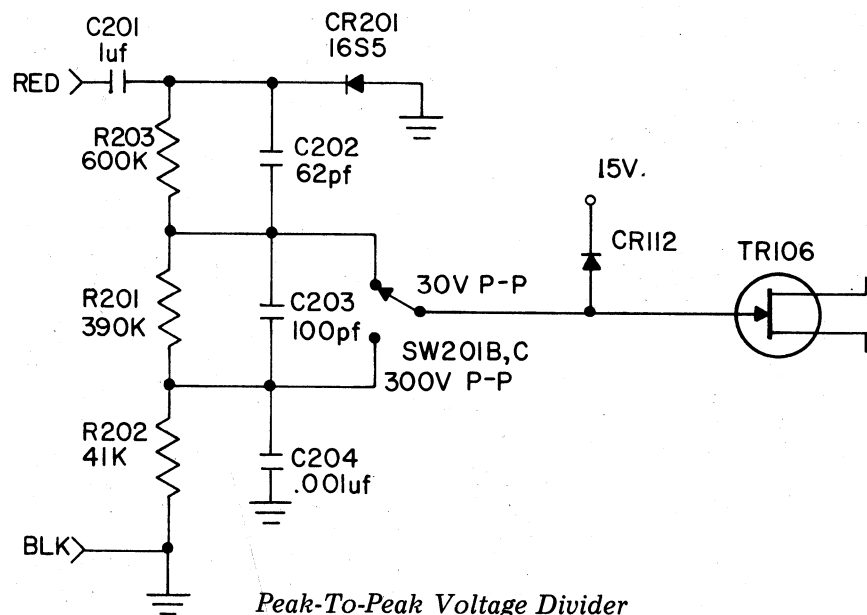 C201
1uf
CR201
16S5
RED
R203
600K
C202
62pf
15V.
CR112
TR106
R201
390K
C203
100pf
30V P-P
SW201B,C
300V P-P
R202
41K
C204
.001uf
BLK
Peak-To-Peak Voltage Divider